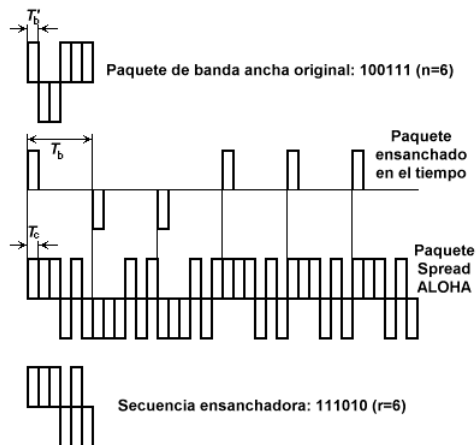 T'b
Paquete de banda ancha original: 100111 (n=6)
Tb
Paquete
ensanchado
en el tiempo
Tc
Paquete
Spread
ALOHA
Secuencia ensanchadora: 111010 (r=6)